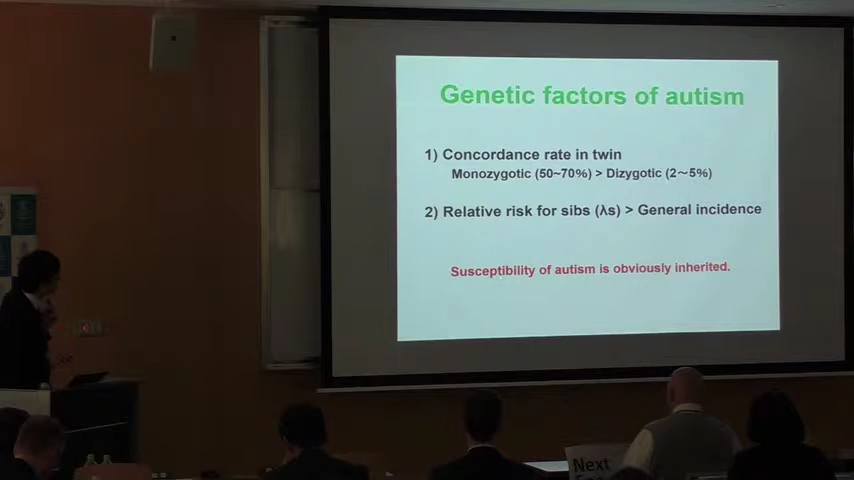 Genetic factors of autism
1) Concordance rate in twin
Monozygotic (50~70%) > Dizygotic (2～5%)
2) Relative risk for sibs (λs) > General incidence
Susceptibility of autism is obviously inherited.
Next